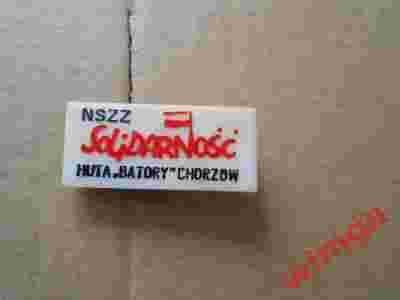 NSZZ
SOLiDARNOŚĆ
HUTA „BATORY" CHORZÓW